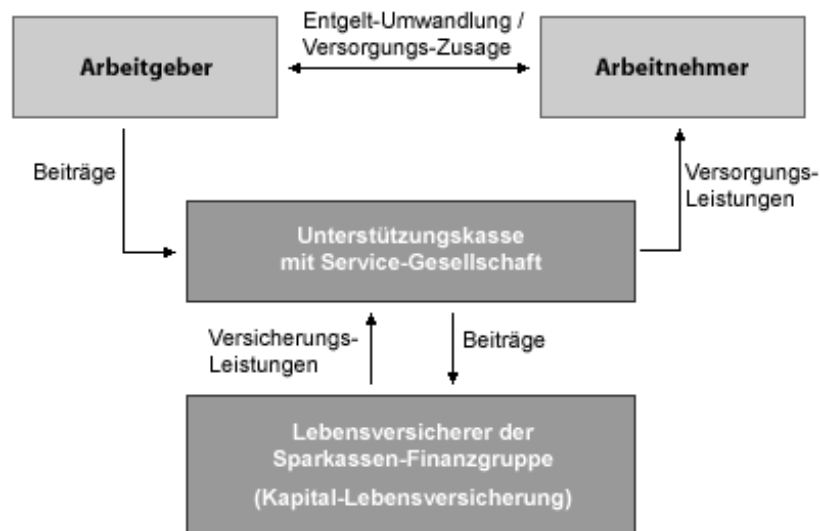 Entgelt-Umwandlung /
Versorgungs-Zusage
Arbeitgeber
Arbeitnehmer
Beiträge
Versorgungs-
Leistungen
Unterstützungskasse
mit Service-Gesellschaft
Versicherungs-
Leistungen
Beiträge
Lebensversicherer der
Sparkassen-Finanzgruppe
(Kapital-Lebensversicherung)